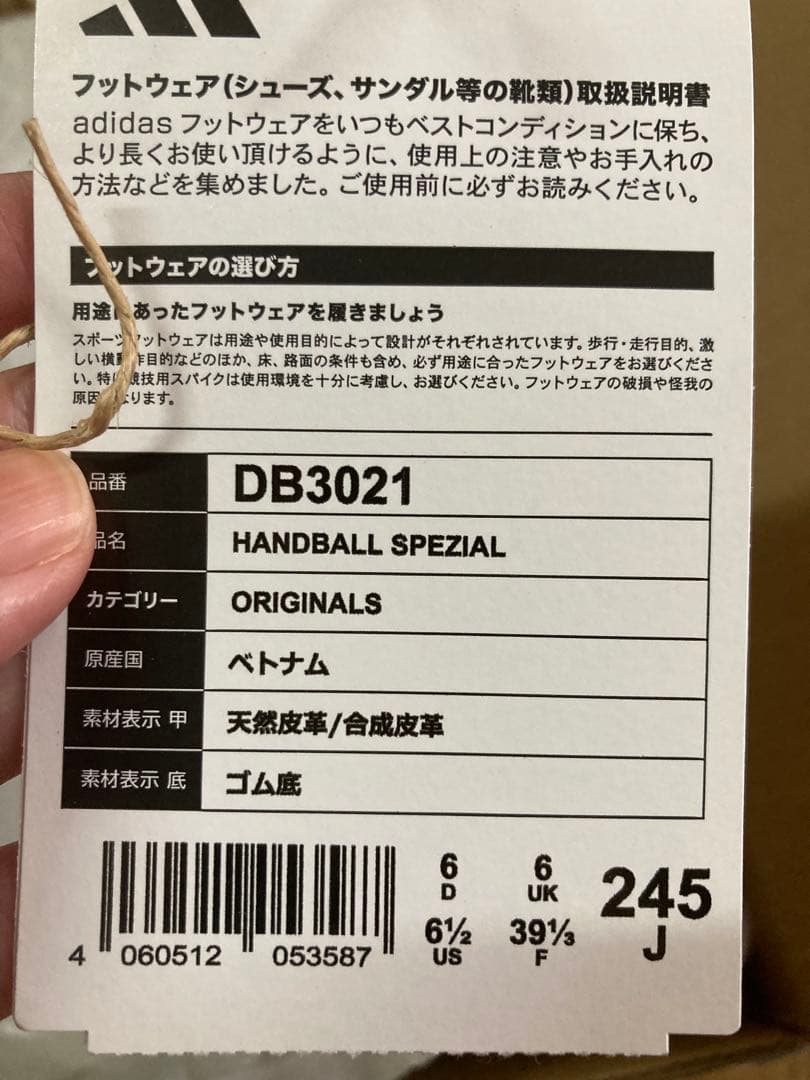 フットウェア(シューズ、サンダル等の靴類)取扱説明書
adidas フットウェアをいつもベストコンディションに保ち、
より長くお使い頂けるように、使用上の注意やお手入れの
方法などを集めました。ご使用前に必ずお読みください。
フットウェアの選び方
用途にあったフットウェアを履きましょう
スポーツフットウェアは用途や使用目的によって設計がそれぞれされています。歩行・走行目的、激
しい横動作目的などのほか、床、路面の条件も含め、必ず用途に合ったフットウェアをお選びくださ
い。特に競技用スパイクは使用環境を十分に考慮し、お選びください。フットウェアの破損や怪我の
原因となります。
品番 DB3021
品名 HANDBALL SPEZIAL
カテゴリー ORIGINALS
原産国 ベトナム
素材表示 甲 天然皮革/合成皮革
素材表示 底 ゴム底
6 6 245
D UK J
6½ 39⅓
US F
4 060512 053587